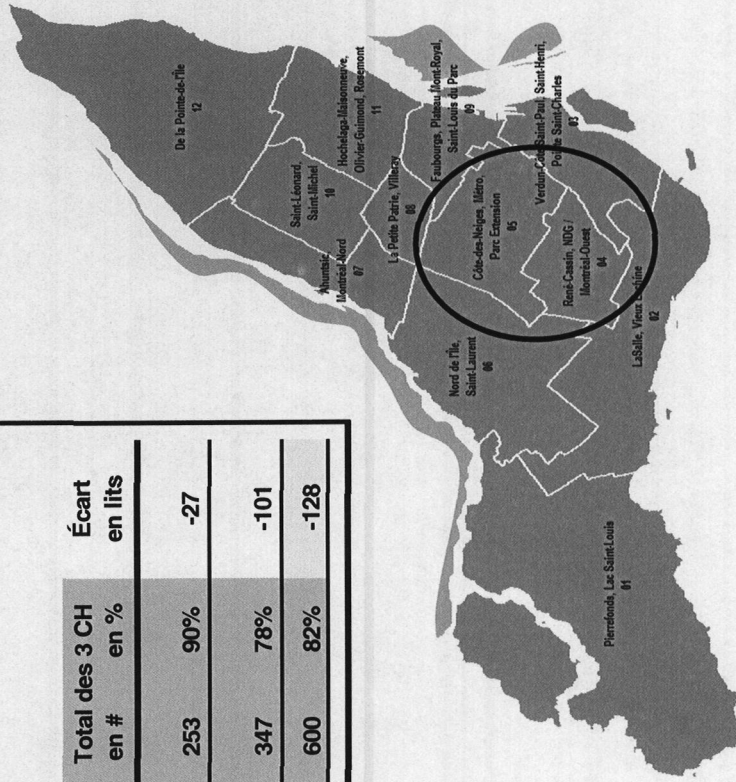 Total des 3 CH
Écart
en #
en %
en lits
253
90%
-27
347
78%
-101
600
82%
-128
De la Pointe-de-l'Île
12
Hochelaga-Maisonneuve,
Olivier-Guimond, Rosemont
11
Saint-Léonard,
Saint-Michel
10
Faubourgs, Plateau Mont-Royal,
Saint-Louis du Parc
09
La Petite Patrie, Villeray
08
Ahuntsic,
Montréal-Nord
07
Nord de l'Île,
Saint-Laurent
06
Côte-des-Neiges, Métro,
Parc Extension
05
René-Cassin, NDG /
Montréal-Ouest
04
Verdun-Côte Saint-Paul, Saint-Henri,
Pointe Saint-Charles
03
LaSalle, Vieux Lachine
02
Pierrefonds, Lac Saint-Louis
01